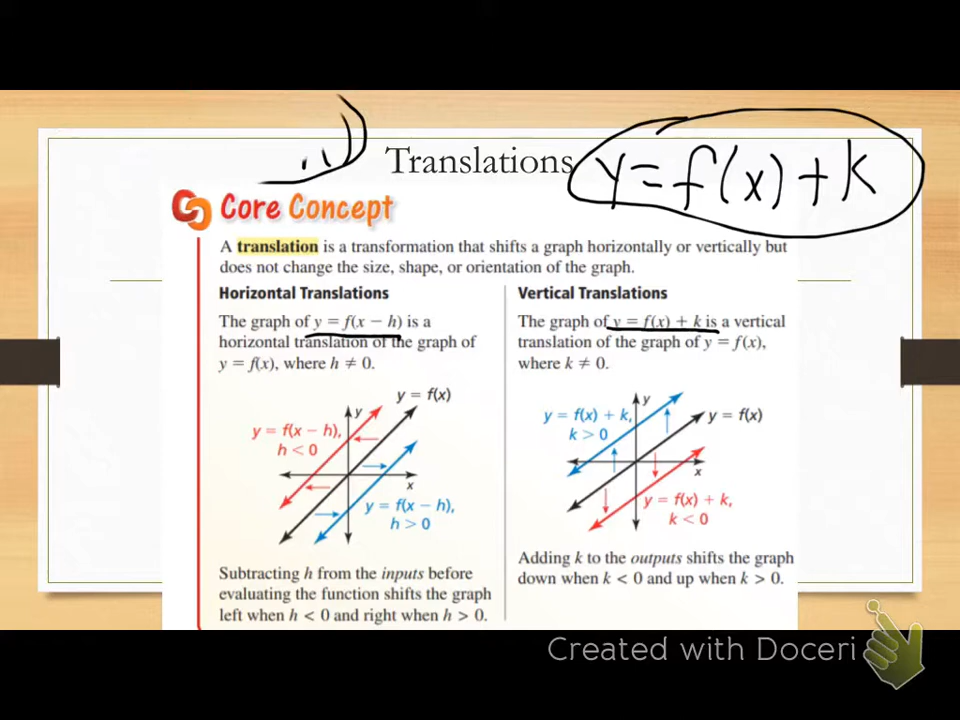 Translations
y = f(x) + k
Core Concept
A translation is a transformation that shifts a graph horizontally or vertically but
does not change the size, shape, or orientation of the graph.
Horizontal Translations
The graph of y = f(x − h) is a
horizontal translation of the graph of
y = f(x), where h ≠ 0.
y = f(x)
y
y = f(x − h),
h < 0
x
y = f(x − h),
h > 0
Subtracting h from the inputs before
evaluating the function shifts the graph
left when h < 0 and right when h > 0.
Vertical Translations
The graph of y = f(x) + k is a vertical
translation of the graph of y = f(x),
where k ≠ 0.
y
y = f(x) + k,
k > 0
y = f(x)
x
y = f(x) + k,
k < 0
Adding k to the outputs shifts the graph
down when k < 0 and up when k > 0.
Created with Doceri